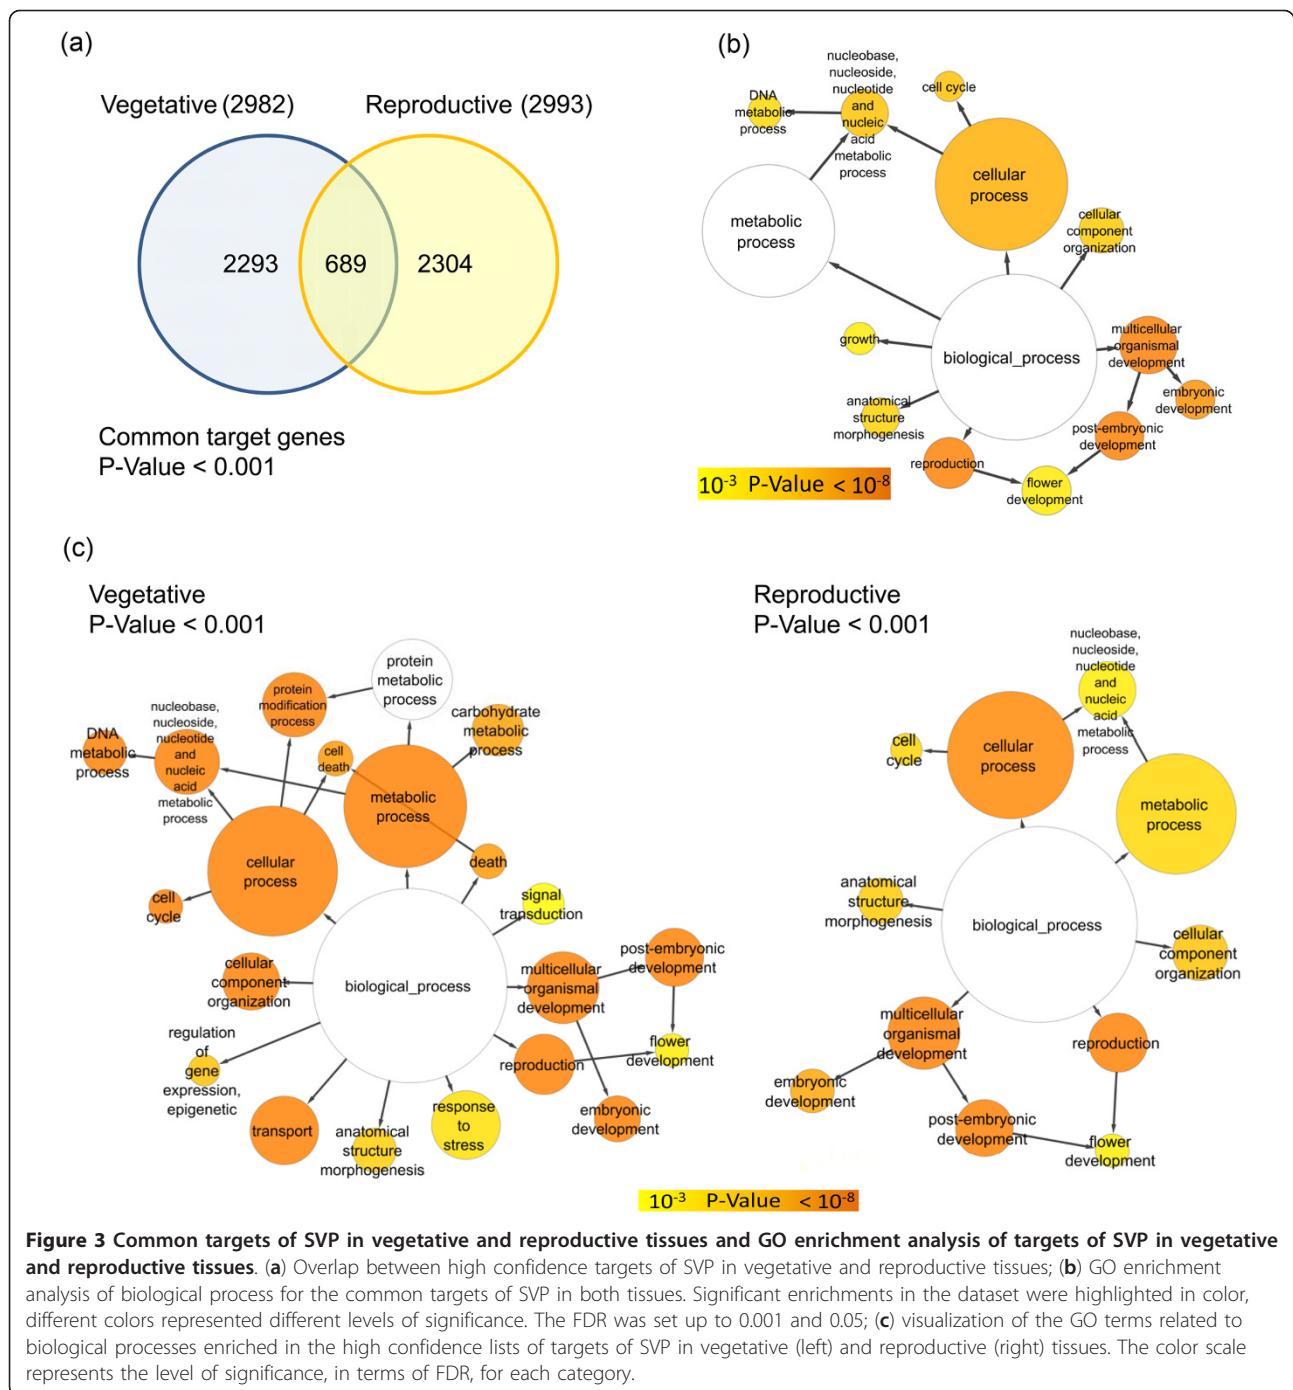 (a)
Vegetative (2982)
Reproductive (2993)
2293
689
2304
Common target genes
P-Value < 0.001
(b)
nucleobase,
nucleoside,
nucleotide
and
nucleic
acid
metabolic
process
DNA
metabolic
process
cell cycle
cellular
process
metabolic
process
cellular
component
organization
growth
biological_process
multicellular
organismal
development
embryonic
development
anatomical
structure
morphogenesis
post-embryonic
development
reproduction
flower
development
10-3 P-Value < 10-8
(c)
Vegetative
P-Value < 0.001
protein
metabolic
process
protein
modification
process
carbohydrate
metabolic
process
nucleobase,
nucleoside,
nucleotide
and
nucleic
acid
metabolic
process
DNA
metabolic
process
cell
death
metabolic
process
cellular
process
death
cell
cycle
signal
transduction
cellular
component
organization
biological_process
multicellular
organismal
development
post-embryonic
development
regulation
of
gene
expression,
epigenetic
reproduction
flower
development
transport
anatomical
structure
morphogenesis
response
to
stress
embryonic
development
Reproductive
P-Value < 0.001
nucleobase,
nucleoside,
nucleotide
and
nucleic
acid
metabolic
process
cell
cycle
cellular
process
metabolic
process
anatomical
structure
morphogenesis
biological_process
cellular
component
organization
multicellular
organismal
development
reproduction
embryonic
development
post-embryonic
development
flower
development
10-3 P-Value < 10-8
Figure 3 Common targets of SVP in vegetative and reproductive tissues and GO enrichment analysis of targets of SVP in vegetative
and reproductive tissues. (a) Overlap between high confidence targets of SVP in vegetative and reproductive tissues; (b) GO enrichment
analysis of biological process for the common targets of SVP in both tissues. Significant enrichments in the dataset were highlighted in color,
different colors represented different levels of significance. The FDR was set up to 0.001 and 0.05; (c) visualization of the GO terms related to
biological processes enriched in the high confidence lists of targets of SVP in vegetative (left) and reproductive (right) tissues. The color scale
represents the level of significance, in terms of FDR, for each category.